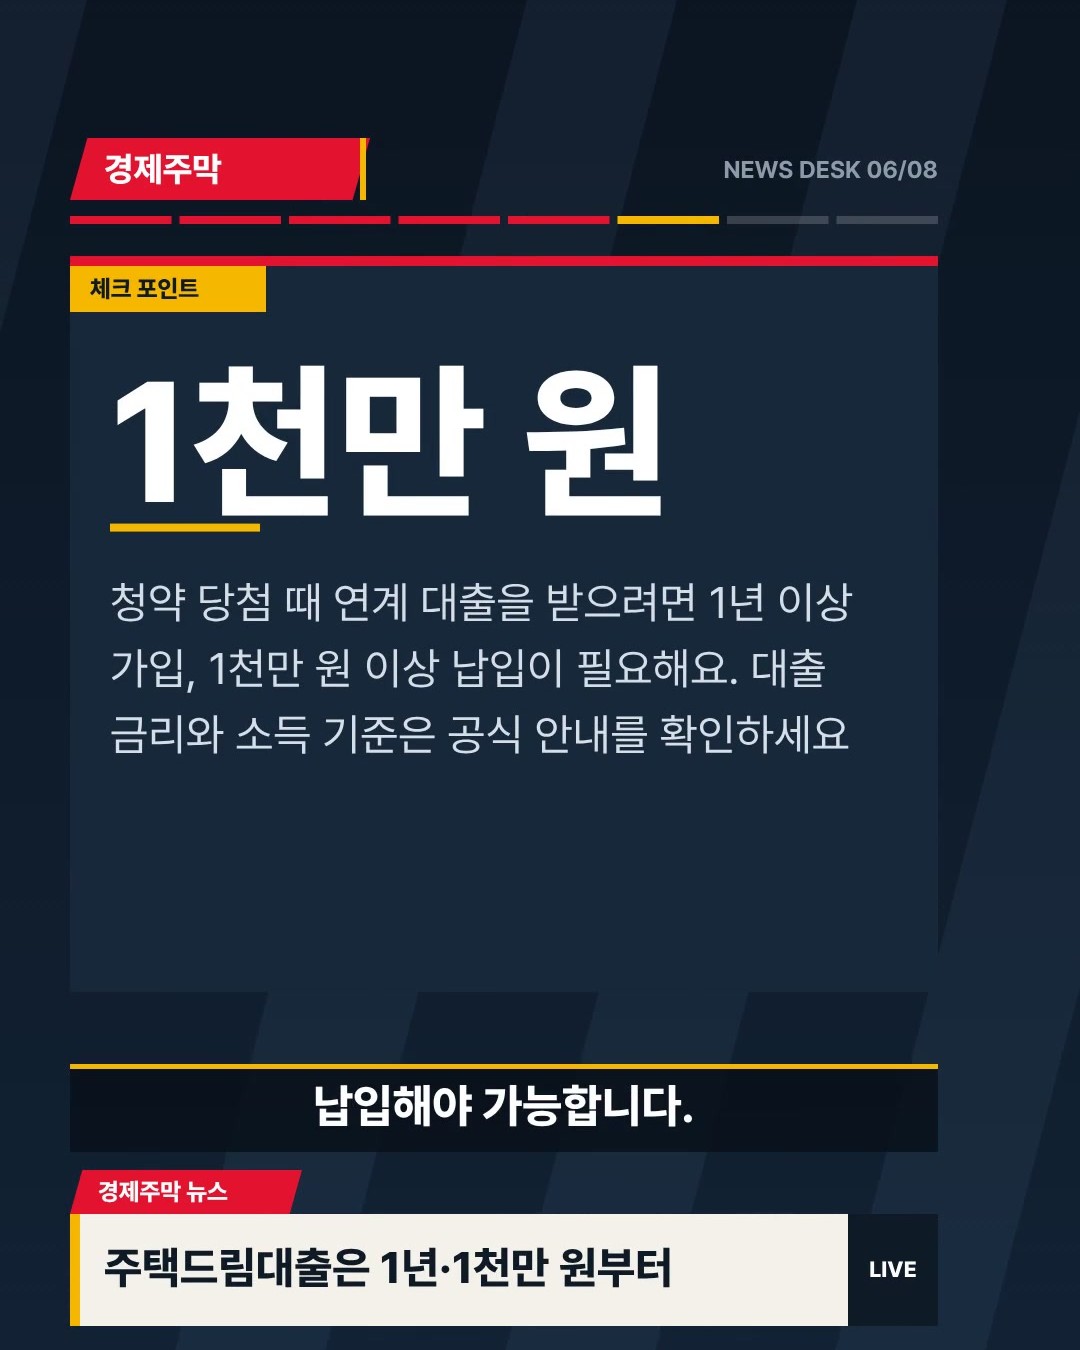 경제주막
NEWS DESK 06/08
체크 포인트
1천만 원
청약 당첨 때 연계 대출을 받으려면 1년 이상
가입, 1천만 원 이상 납입이 필요해요. 대출
금리와 소득 기준은 공식 안내를 확인하세요
납입해야 가능합니다.
경제주막 뉴스
주택드림대출은 1년·1천만 원부터
LIVE